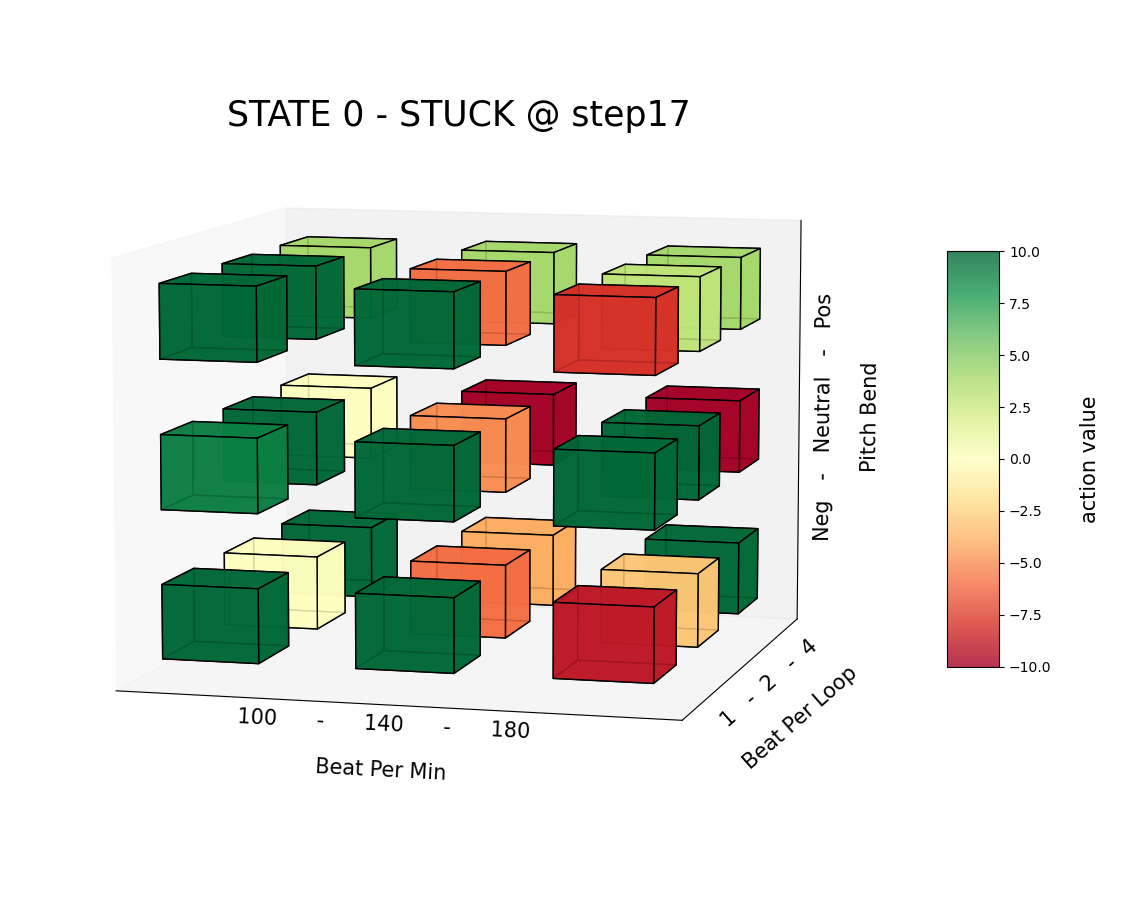 STATE 0 - STUCK @ step17
10.0
7.5
5.0
2.5
0.0
−2.5
−5.0
−7.5
−10.0
action value
Neg - Neutral - Pos
Pitch Bend
1 - 2 - 4
Beat Per Loop
100 - 140 - 180
Beat Per Min